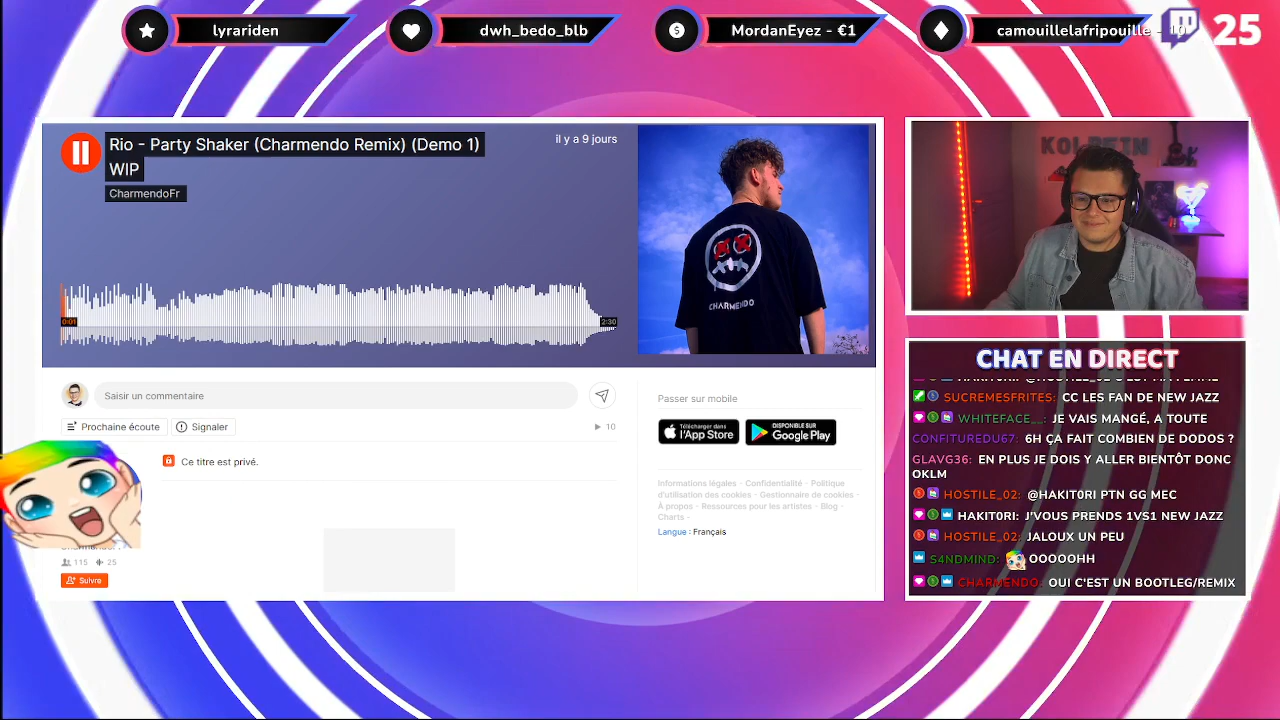 lyrariden
dwh_bedo_blb
MordanEyez - €1
camouillelafripouille -
25
Rio - Party Shaker (Charmendo Remix) (Demo 1)
WIP
CharmendoFr
il y a 9 jours
CHARMENDO
0:01
2:30
Saisir un commentaire
Prochaine écoute
Signaler
10
Ce titre est privé.
115
25
Suivre
Passer sur mobile
Télécharger dans
l'App Store
DISPONIBLE SUR
Google Play
Informations légales - Confidentialité - Politique
d'utilisation des cookies - Gestionnaire de cookies -
À propos - Ressources pour les artistes - Blog -
Charts -
Langue : Français
KOLPEIN
CHAT EN DIRECT
SUCREMESFRITES: CC LES FAN DE NEW JAZZ
WHITEFACE__: JE VAIS MANGÉ, A TOUTE
CONFITUREDU67: 6H ÇA FAIT COMBIEN DE DODOS ?
GLAVG36: EN PLUS JE DOIS Y ALLER BIENTÔT DONC
OKLM
HOSTILE_02: @HAKIT0RI PTN GG MEC
HAKIT0RI: J'VOUS PRENDS 1VS1 NEW JAZZ
HOSTILE_02: JALOUX UN PEU
S4NDMIND: OOOOOHH
CHARMENDO: OUI C'EST UN BOOTLEG/REMIX